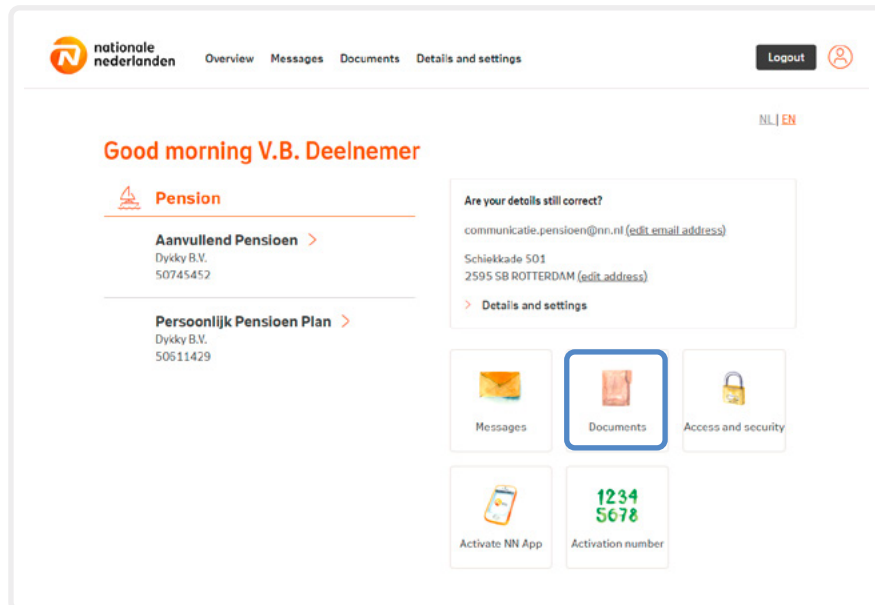 nationale
nederlanden
Overview Messages Documents Details and settings
Logout
NL | EN
Good morning V.B. Deelnemer
Pension
Aanvullend Pensioen >
Dykky B.V.
50745452
Persoonlijk Pensioen Plan >
Dykky B.V.
50611429
Are your details still correct?
communicatie.pensioen@nn.nl (edit email address)
Schiekkade 501
2595 SB ROTTERDAM (edit address)
> Details and settings
Messages
Documents
Access and security
1234
5678
Activate NN App
Activation number